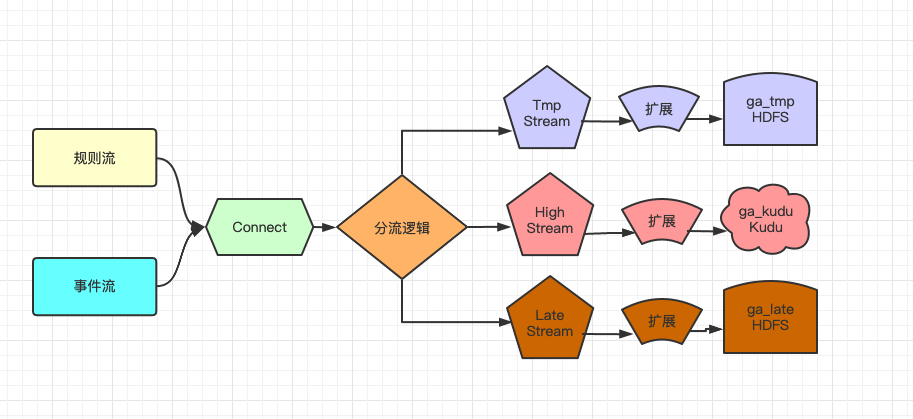 规则流
事件流
Connect
分流逻辑
Tmp
Stream
扩展
ga_tmp
HDFS
High
Stream
扩展
ga_kudu
Kudu
Late
Stream
扩展
ga_late
HDFS